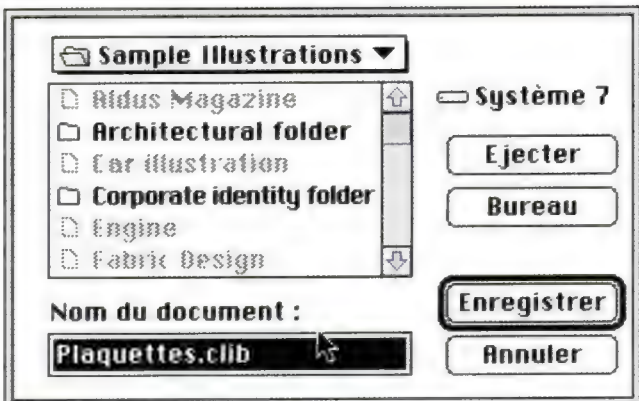 Sample Illustrations
Aldus Magazine
Architectural folder
Car illustration
Corporate identity folder
Engine
Fabric Design
Système 7
Ejecter
Bureau
Nom du document :
Plaquettes.clib
Enregistrer
Annuler